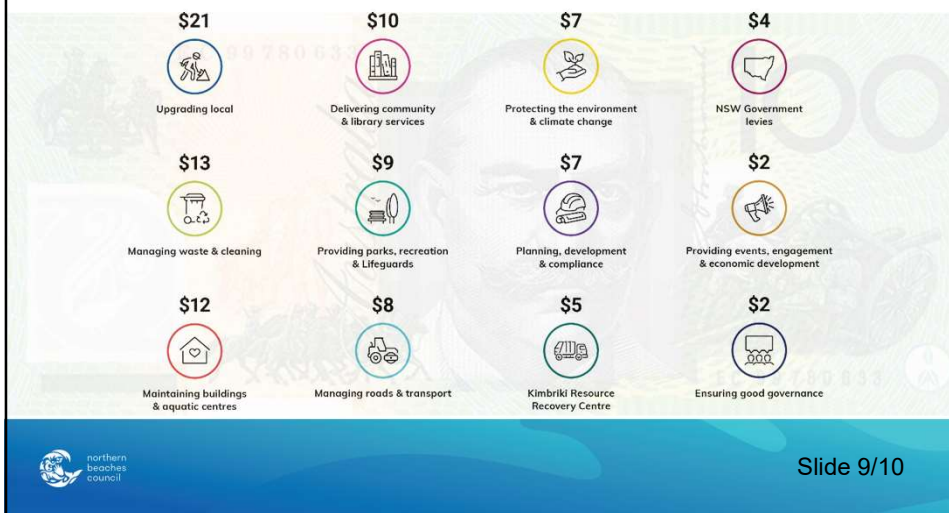 $21
Upgrading local
$10
Delivering community
& library services
$7
Protecting the environment
& climate change
$4
NSW Government
levies
$13
Managing waste & cleaning
$9
Providing parks, recreation
& Lifeguards
$7
Planning, development
& compliance
$2
Providing events, engagement
& economic development
$12
Maintaining buildings
& aquatic centres
$8
Managing roads & transport
$5
Kimbriki Resource
Recovery Centre
$2
Ensuring good governance
northern
beaches
council
Slide 9/10